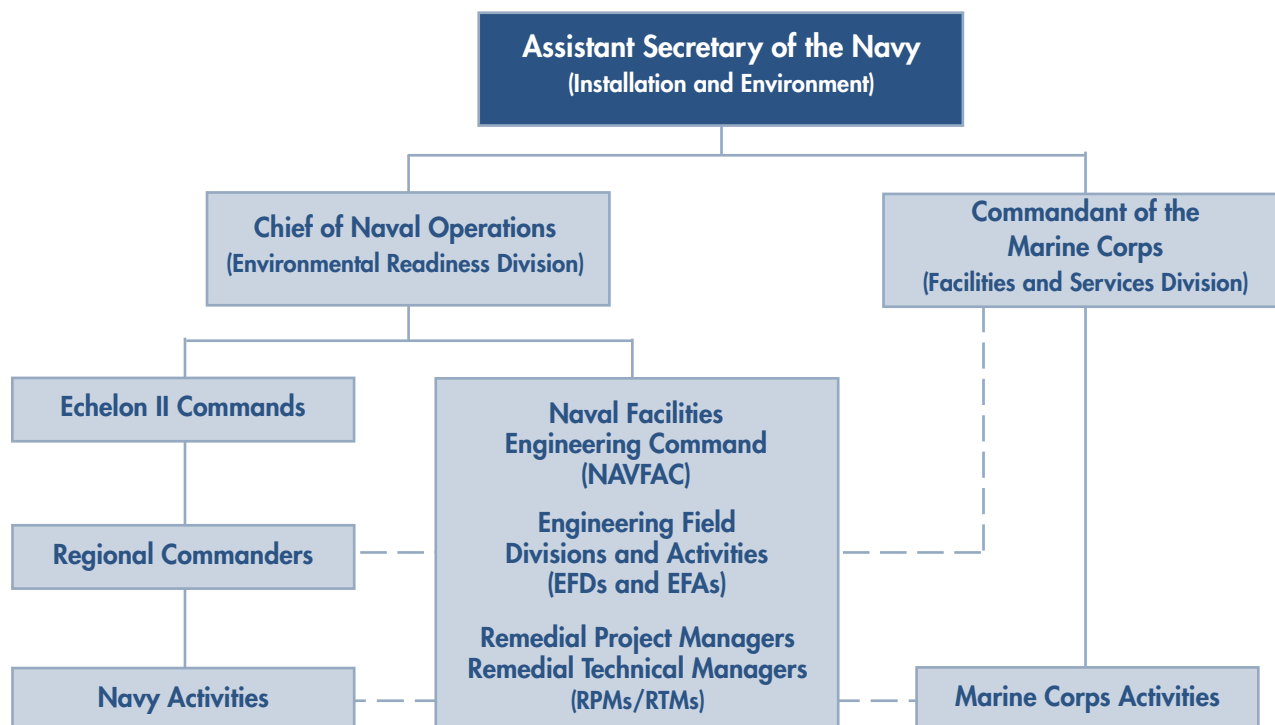 Assistant Secretary of the Navy
(Installation and Environment)
Chief of Naval Operations
(Environmental Readiness Division)
Commandant of the
Marine Corps
(Facilities and Services Division)
Echelon II Commands
Naval Facilities
Engineering Command
(NAVFAC)
Engineering Field
Divisions and Activities
(EFDs and EFAs)
Remedial Project Managers
Remedial Technical Managers
(RPMs/RTMs)
Regional Commanders
Navy Activities
Marine Corps Activities